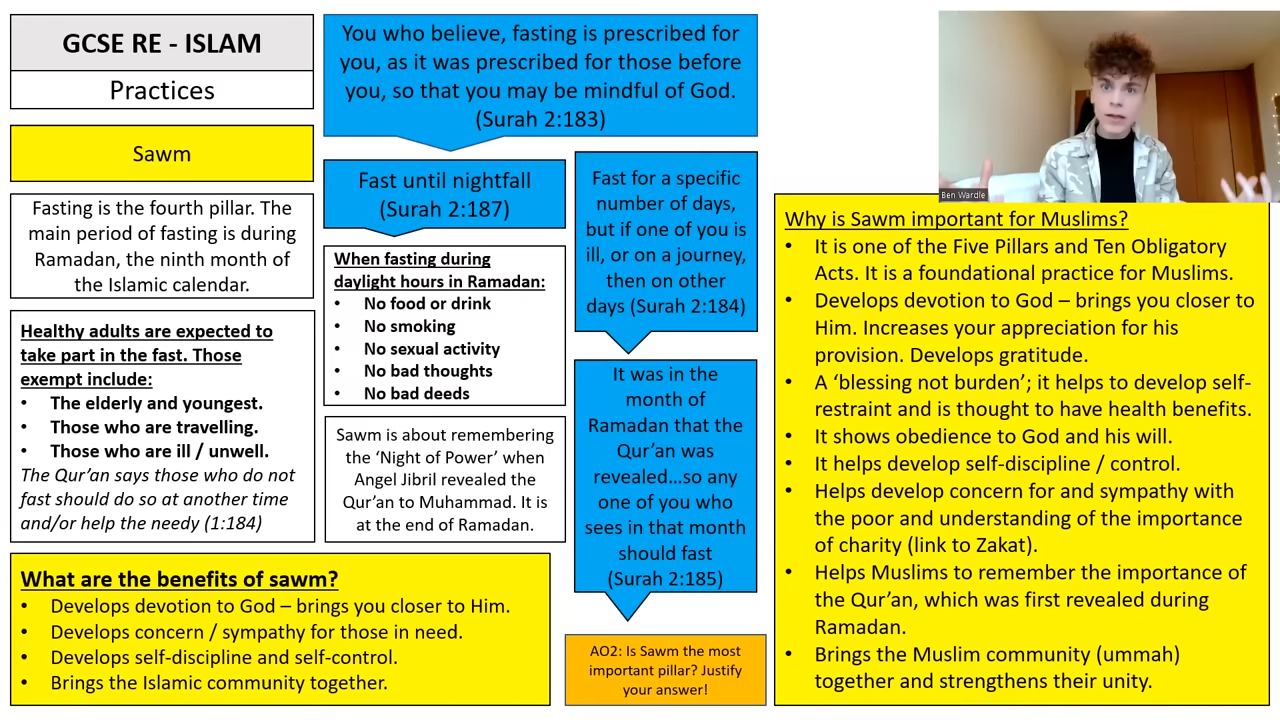 GCSE RE - ISLAM
Practices
Sawm
Fasting is the fourth pillar. The
main period of fasting is during
Ramadan, the ninth month of
the Islamic calendar.
Healthy adults are expected to
take part in the fast. Those
exempt include:
• The elderly and youngest.
• Those who are travelling.
• Those who are ill / unwell.
The Qur’an says those who do not
fast should do so at another time
and/or help the needy (1:184)
What are the benefits of sawm?
• Develops devotion to God – brings you closer to Him.
• Develops concern / sympathy for those in need.
• Develops self-discipline and self-control.
• Brings the Islamic community together.
You who believe, fasting is prescribed for
you, as it was prescribed for those before
you, so that you may be mindful of God.
(Surah 2:183)
Fast until nightfall
(Surah 2:187)
When fasting during
daylight hours in Ramadan:
• No food or drink
• No smoking
• No sexual activity
• No bad thoughts
• No bad deeds
Sawm is about remembering
the ‘Night of Power’ when
Angel Jibril revealed the
Qur’an to Muhammad. It is
at the end of Ramadan.
Fast for a specific
number of days,
but if one of you is
ill, or on a journey,
then on other
days (Surah 2:184)
It was in the
month of
Ramadan that the
Qur’an was
revealed…so any
one of you who
sees in that month
should fast
(Surah 2:185)
AO2: Is Sawm the most
important pillar? Justify
your answer!
Ben Wardle
Why is Sawm important for Muslims?
• It is one of the Five Pillars and Ten Obligatory
Acts. It is a foundational practice for Muslims.
• Develops devotion to God – brings you closer to
Him. Increases your appreciation for his
provision. Develops gratitude.
• A ‘blessing not burden’; it helps to develop self-
restraint and is thought to have health benefits.
• It shows obedience to God and his will.
• It helps develop self-discipline / control.
• Helps develop concern for and sympathy with
the poor and understanding of the importance
of charity (link to Zakat).
• Helps Muslims to remember the importance of
the Qur’an, which was first revealed during
Ramadan.
• Brings the Muslim community (ummah)
together and strengthens their unity.